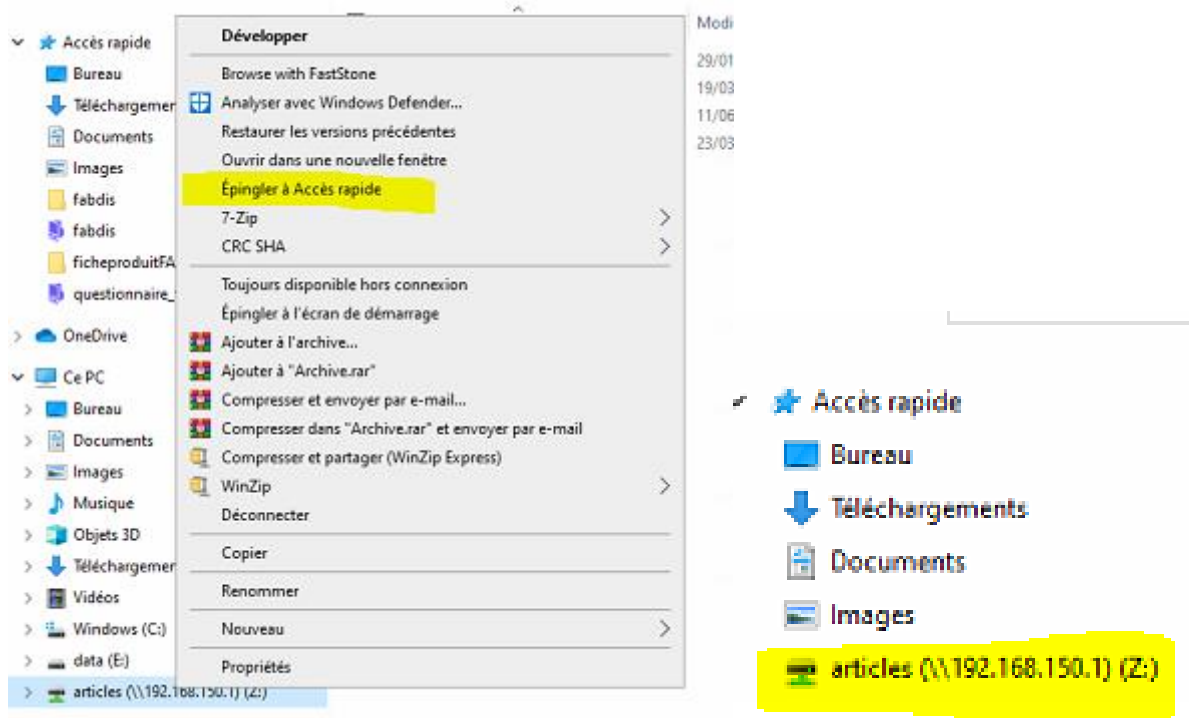 Accès rapide
Bureau
Téléchargemer
Documents
Images
fabdis
fabdis
ficheproduitFA
questionnaire_
OneDrive
Ce PC
Bureau
Documents
Images
Musique
Objets 3D
Téléchargemer
Vidéos
Windows (C:)
data (E:)
articles (\\192.168.150.1) (Z:)
Développer
Browse with FastStone
Analyser avec Windows Defender...
Restaurer les versions précédentes
Ouvrir dans une nouvelle fenêtre
Épingler à Accès rapide
7-Zip
CRC SHA
Toujours disponible hors connexion
Épingler à l'écran de démarrage
Ajouter à l'archive...
Ajouter à "Archive.rar"
Compresser et envoyer par e-mail...
Compresser dans "Archive.rar" et envoyer par e-mail
Compresser et partager (WinZip Express)
WinZip
Déconnecter
Copier
Renommer
Nouveau
Propriétés
Modi
29/01
19/03
11/06
23/03
Accès rapide
Bureau
Téléchargements
Documents
Images
articles (\\192.168.150.1) (Z:)